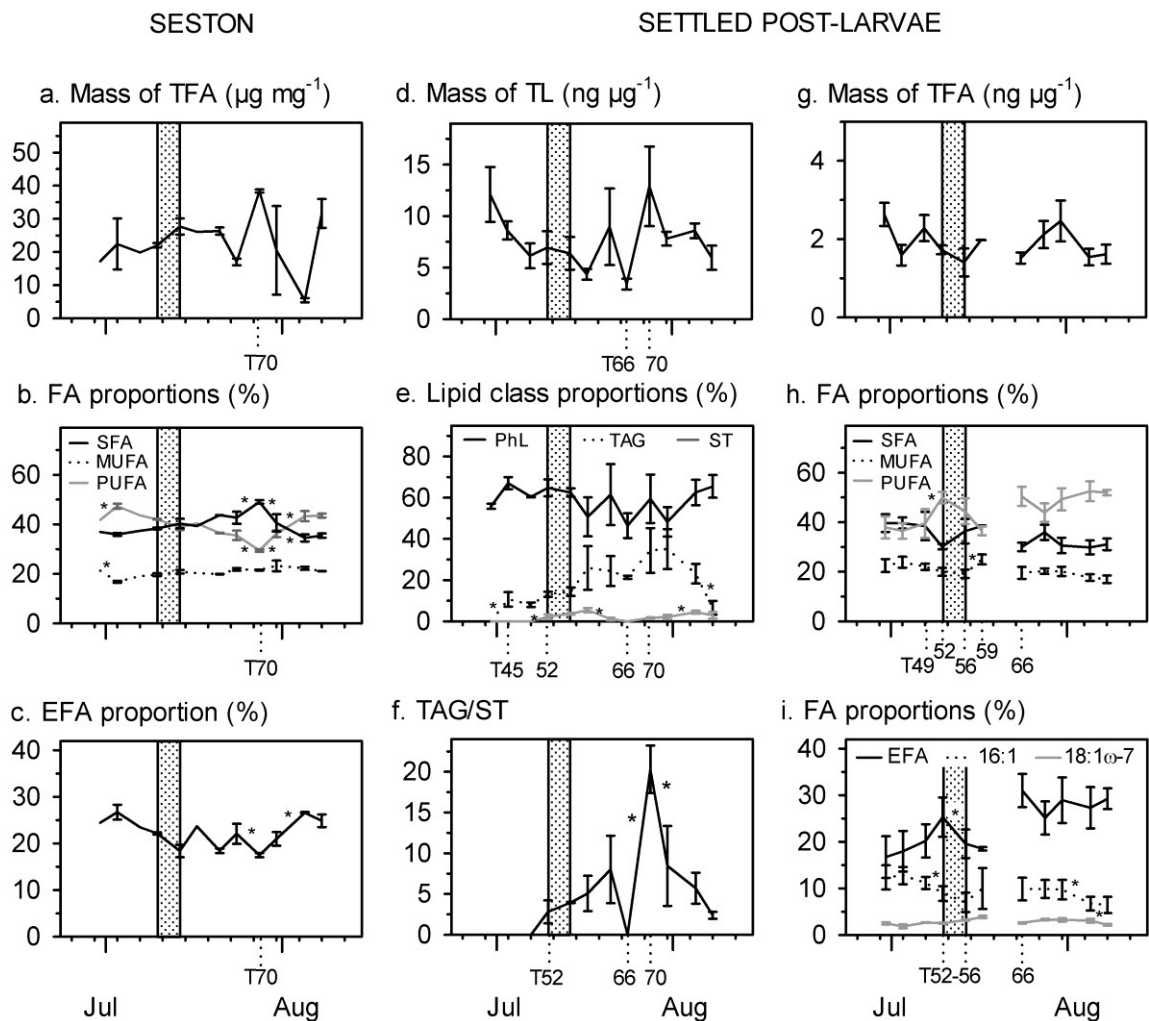 SESTON
SETTLED POST-LARVAE
a. Mass of TFA (µg mg⁻¹)
50
40
30
20
10
0
T70
d. Mass of TL (ng µg⁻¹)
15
10
5
0
T66 70
g. Mass of TFA (ng µg⁻¹)
4
2
0
b. FA proportions (%)
SFA
MUFA
PUFA
60
40
20
0
* * * * * * * *
T70
e. Lipid class proportions (%)
PhL TAG ST
80
60
40
20
0
* * * * *
T45 52 66 70
h. FA proportions (%)
SFA
MUFA
PUFA
60
40
20
0
* *
T49 52 56 59 66
c. EFA proportion (%)
40
30
20
10
0
* *
T70
Jul Aug
f. TAG/ST
20
15
10
5
0
* *
T52 66 70
Jul Aug
i. FA proportions (%)
EFA 16:1 18:1ω-7
40
30
20
10
0
* * * *
T52-56 66
Jul Aug